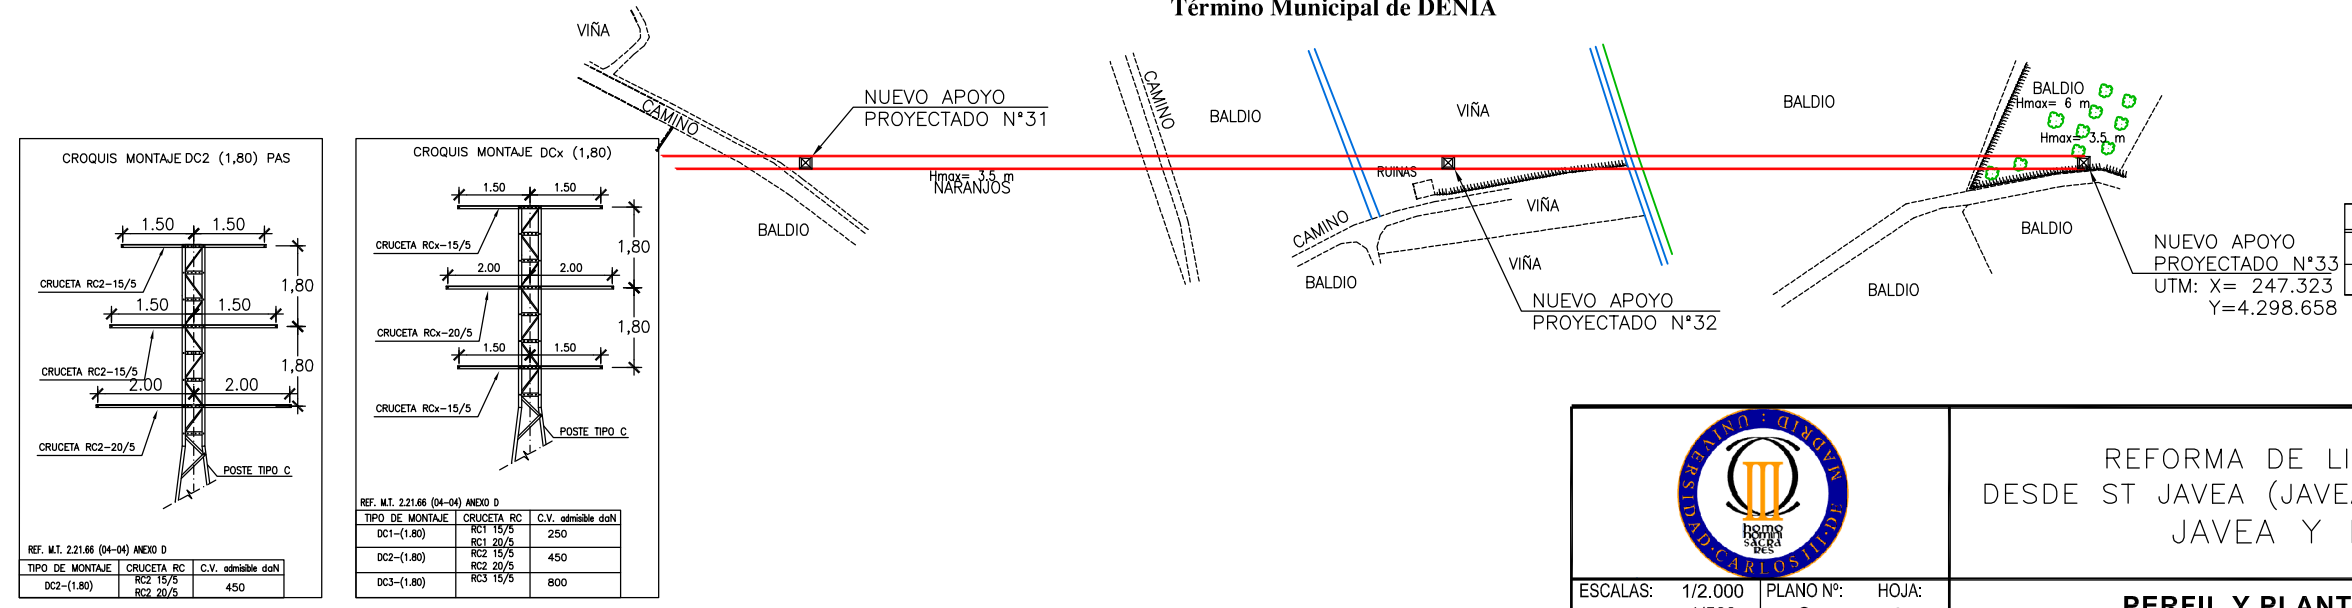 Término Municipal de DENIA
VIÑA
CAMINO
NUEVO APOYO
PROYECTADO Nº31
Hmax= 3.5 m
NARANJOS
BALDIO
CAMINO
BALDIO
VIÑA
RUINAS
CAMINO
BALDIO
VIÑA
VIÑA
NUEVO APOYO
PROYECTADO Nº32
BALDIO
BALDIO
Hmax= 6 m
Hmax= 3.5 m
BALDIO
BALDIO
NUEVO APOYO
PROYECTADO Nº33
UTM: X= 247.323
Y=4.298.658
CROQUIS MONTAJE DC2 (1,80) PAS
1.50 1.50
CRUCETA RC2-15/5
1,80
1.50 1.50
CRUCETA RC2-15/5
1,80
2.00 2.00
CRUCETA RC2-20/5
POSTE TIPO C
REF. M.T. 2.21.66 (04-04) ANEXO D
TIPO DE MONTAJE CRUCETA RC C.V. admisible daN
DC2-(1.80) RC2 15/5 450
RC2 20/5
CROQUIS MONTAJE DCx (1,80)
1.50 1.50
CRUCETA RCx-15/5
1,80
2.00 2.00
CRUCETA RCx-20/5
1,80
1.50 1.50
CRUCETA RCx-15/5
POSTE TIPO C
REF. M.T. 2.21.66 (04-04) ANEXO D
TIPO DE MONTAJE CRUCETA RC C.V. admisible daN
DC1-(1.80) RC1 15/5 250
RC1 20/5
DC2-(1.80) RC2 15/5 450
RC2 20/5
DC3-(1.80) RC3 15/5 800
UNIVERSIDAD · CARLOS III · DE MADRID
homo
homini
sacra
res
REFORMA DE LI
DESDE ST JAVEA (JAVEA
JAVEA Y
ESCALAS: 1/2.000 PLANO Nº: HOJA:
PERFIL Y PLANT